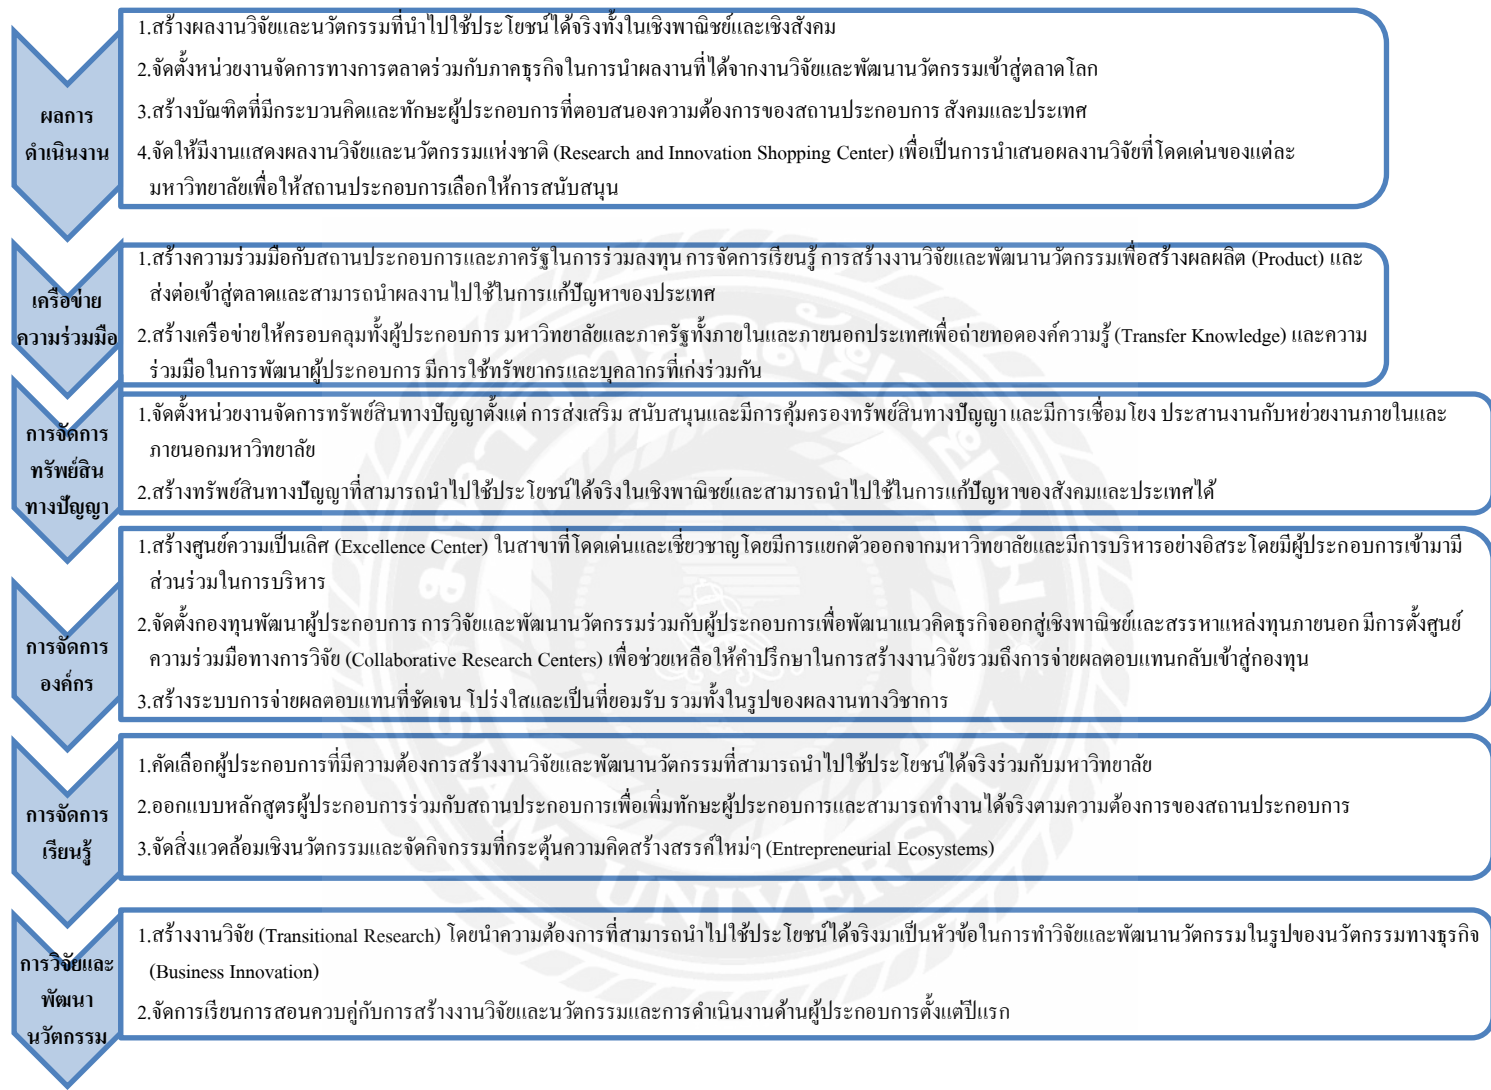 ผลการ
ดำเนินงาน
1.สร้างผลงานวิจัยและนวัตกรรมที่นำไปใช้ประโยชน์ได้จริงทั้งในเชิงพาณิชย์และเชิงสังคม
2.จัดตั้งหน่วยงานจัดการทางการตลาดร่วมกับภาคธุรกิจในการนำผลงานที่ได้จากงานวิจัยและพัฒนานวัตกรรมเข้าสู่ตลาดโลก
3.สร้างบัณฑิตที่มีกระบวนคิดและทักษะผู้ประกอบการที่ตอบสนองความต้องการของสถานประกอบการ สังคมและประเทศ
4.จัดให้มีงานแสดงผลงานวิจัยและนวัตกรรมแห่งชาติ (Research and Innovation Shopping Center) เพื่อเป็นการนำเสนอผลงานวิจัยที่โดดเด่นของแต่ละ
มหาวิทยาลัยเพื่อให้สถานประกอบการเลือกให้การสนับสนุน
เครือข่าย
ความร่วมมือ
1.สร้างความร่วมมือกับสถานประกอบการและภาครัฐในการร่วมลงทุน การจัดการเรียนรู้ การสร้างงานวิจัยและพัฒนานวัตกรรมเพื่อสร้างผลผลิต (Product) และ
ส่งต่อเข้าสู่ตลาดและสามารถนำผลงานไปใช้ในการแก้ปัญหาของประเทศ
2.สร้างเครือข่ายให้ครอบคลุมทั้งผู้ประกอบการ มหาวิทยาลัยและภาครัฐทั้งภายในและภายนอกประเทศเพื่อถ่ายทอดองค์ความรู้ (Transfer Knowledge) และความ
ร่วมมือในการพัฒนาผู้ประกอบการ มีการใช้ทรัพยากรและบุคลากรที่เก่งร่วมกัน
การจัดการ
ทรัพย์สิน
ทางปัญญา
1.จัดตั้งหน่วยงานจัดการทรัพย์สินทางปัญญาตั้งแต่ การส่งเสริม สนับสนุนและมีการคุ้มครองทรัพย์สินทางปัญญา และมีการเชื่อมโยง ประสานงานกับหย่วยงานภายในและ
ภายนอกมหาวิทยาลัย
2.สร้างทรัพย์สินทางปัญญาที่สามารถนำไปใช้ประโยชน์ได้จริงในเชิงพาณิชย์และสามารถนำไปใช้ในการแก้ปัญหาของสังคมและประเทศได้
การจัดการ
องค์กร
1.สร้างศูนย์ความเป็นเลิศ (Excellence Center) ในสาขาที่โดดเด่นและเชี่ยวชาญโดยมีการแยกตัวออกจากมหาวิทยาลัยและมีการบริหารอย่างอิสระโดยมีผู้ประกอบการเข้ามามี
ส่วนร่วมในการบริหาร
2.จัดตั้งกองทุนพัฒนาผู้ประกอบการ การวิจัยและพัฒนานวัตกรรมร่วมกับผู้ประกอบการเพื่อพัฒนาแนวคิดธุรกิจออกสู่เชิงพาณิชย์และสรรหาแหล่งทุนภายนอก มีการตั้งศูนย์
ความร่วมมือทางการวิจัย (Collaborative Research Centers) เพื่อช่วยเหลือให้คำปรึกษาในการสร้างงานวิจัยรวมถึงการจ่ายผลตอบแทนกลับเข้าสู่กองทุน
3.สร้างระบบการจ่ายผลตอบแทนที่ชัดเจน โปร่งใสและเป็นที่ยอมรับ รวมทั้งในรูปของผลงานทางวิชาการ
การจัดการ
เรียนรู้
1.คัดเลือกผู้ประกอบการที่มีความต้องการสร้างงานวิจัยและพัฒนานวัตกรรมที่สามารถนำไปใช้ประโยชน์ได้จริงร่วมกับมหาวิทยาลัย
2.ออกแบบหลักสูตรผู้ประกอบการร่วมกับสถานประกอบการเพื่อเพิ่มทักษะผู้ประกอบการและสามารถทำงานได้จริงตามความต้องการของสถานประกอบการ
3.จัดสิ่งแวดล้อมเชิงนวัตกรรมและจัดกิจกรรมที่กระตุ้นความคิดสร้างสรรค์ใหม่ๆ (Entrepreneurial Ecosystems)
การวิจัยและ
พัฒนา
นวัตกรรม
1.สร้างงานวิจัย (Transitional Research) โดยนำความต้องการที่สามารถนำไปใช้ประโยชน์ได้จริงมาเป็นหัวข้อในการทำวิจัยและพัฒนานวัตกรรมในรูปของนวัตกรรมทางธุรกิจ
(Business Innovation)
2.จัดการเรียนการสอนควบคู่กับการสร้างงานวิจัยและนวัตกรรมและการดำเนินงานด้านผู้ประกอบการตั้งแต่ปีแรก
มหาวิทยาลัยสยาม
SIAM UNIVERSITY